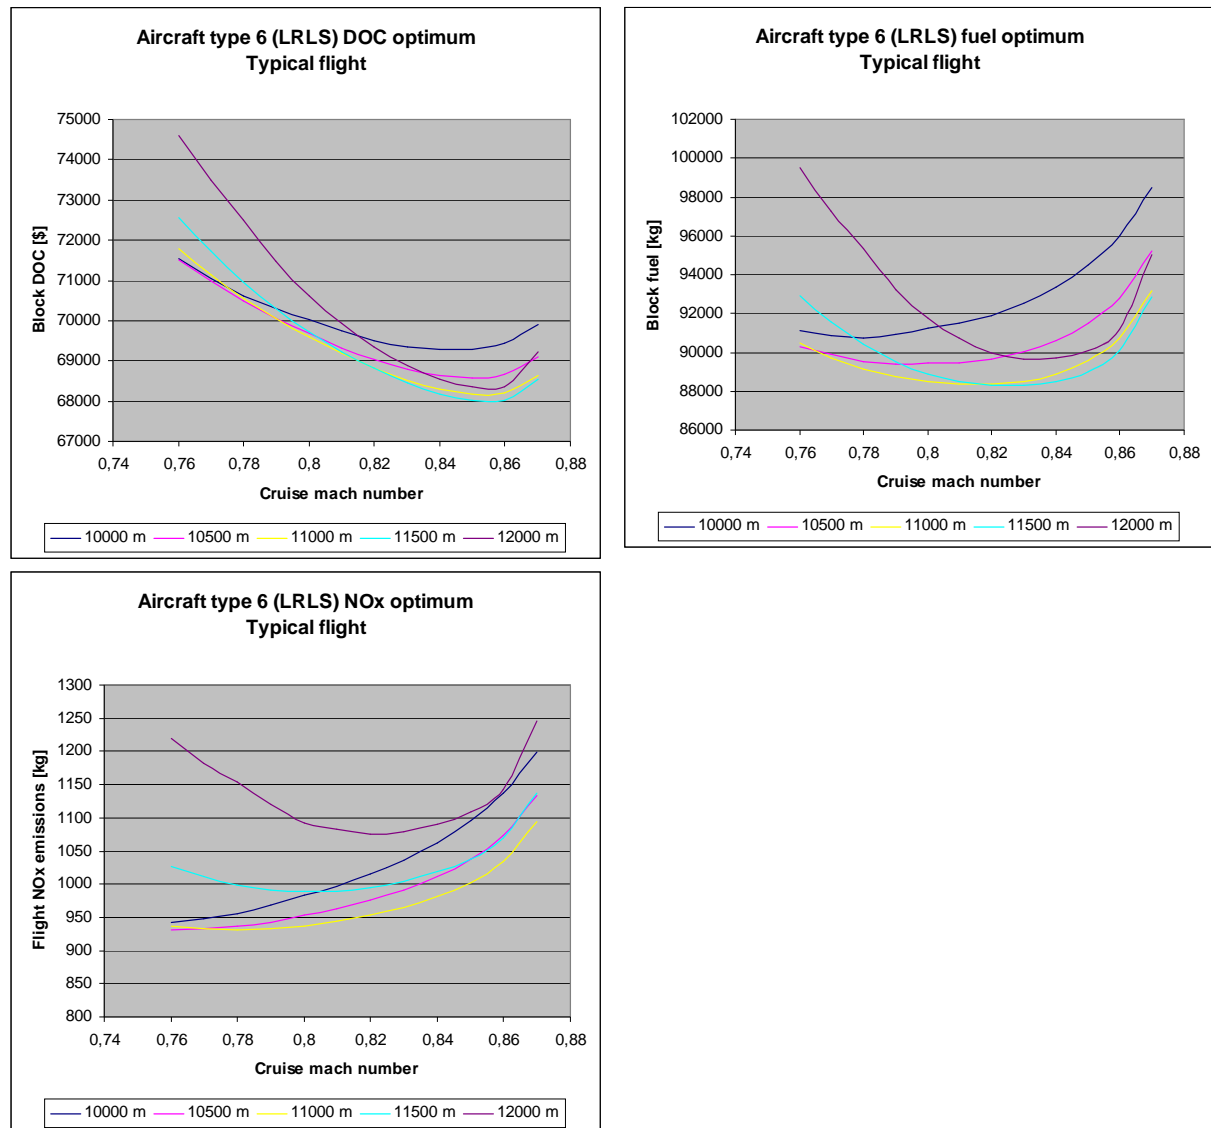 Aircraft type 6 (LRLS) DOC optimum
Typical flight
Block DOC [$]
75000
74000
73000
72000
71000
70000
69000
68000
67000
0,74 0,76 0,78 0,8 0,82 0,84 0,86 0,88
Cruise mach number
10000 m 10500 m 11000 m 11500 m 12000 m
Aircraft type 6 (LRLS) fuel optimum
Typical flight
Block fuel [kg]
102000
100000
98000
96000
94000
92000
90000
88000
86000
0,74 0,76 0,78 0,8 0,82 0,84 0,86 0,88
Cruise mach number
10000 m 10500 m 11000 m 11500 m 12000 m
Aircraft type 6 (LRLS) NOx optimum
Typical flight
Flight NOx emissions [kg]
1300
1250
1200
1150
1100
1050
1000
950
900
850
800
0,74 0,76 0,78 0,8 0,82 0,84 0,86 0,88
Cruise mach number
10000 m 10500 m 11000 m 11500 m 12000 m